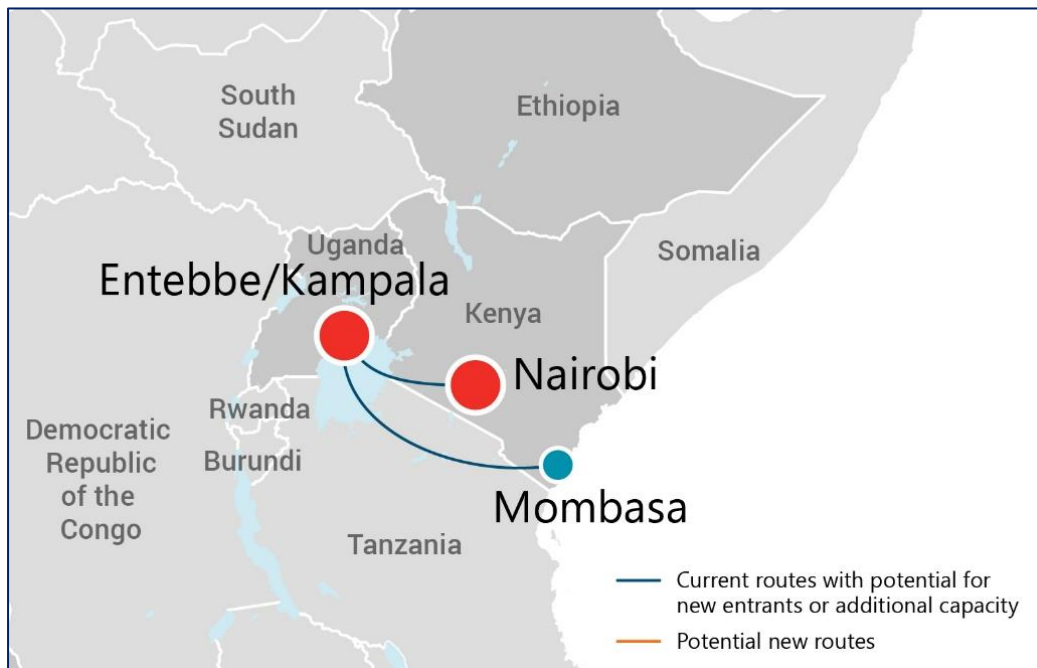 South
Sudan
Ethiopia
Somalia
Uganda
Entebbe/Kampala
Kenya
Nairobi
Rwanda
Democratic
Republic
of the
Congo
Burundi
Mombasa
Tanzania
Current routes with potential for
new entrants or additional capacity
Potential new routes